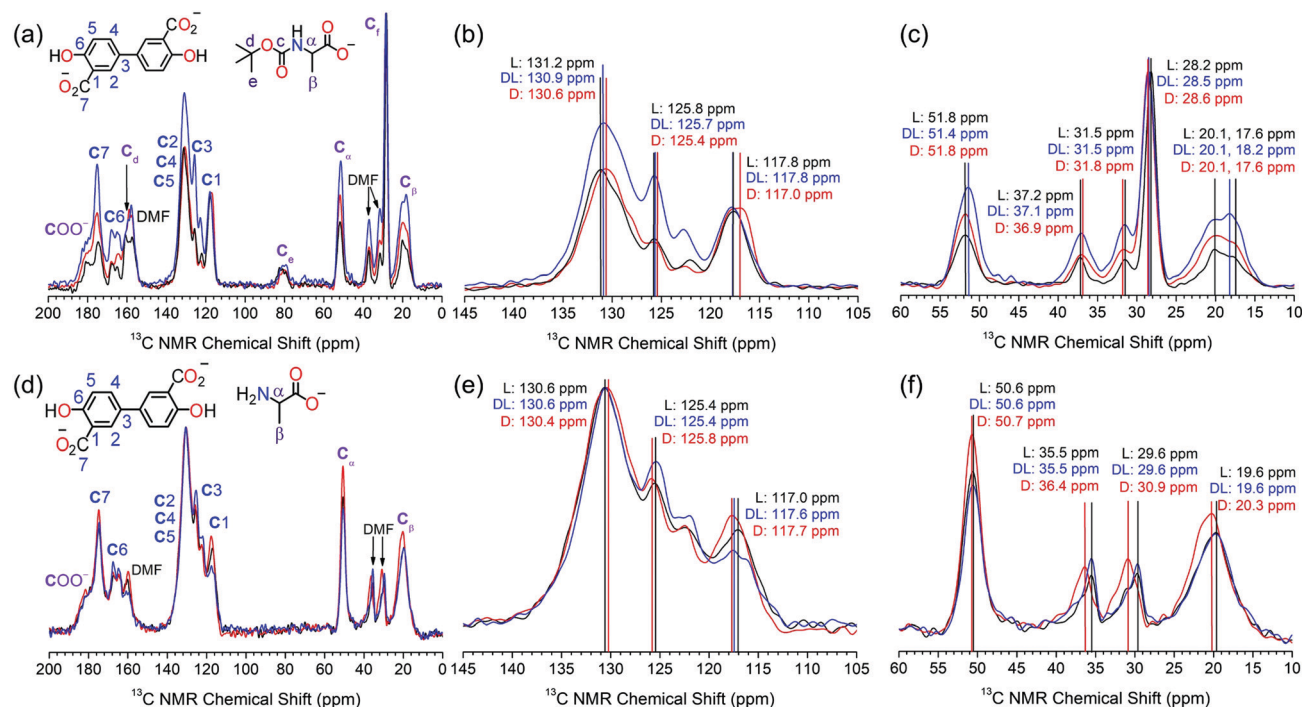 (a)
5
4
6
HO
3
1
2
O₂C
7
CO₂⁻
OH
d
O
c
H
N
α
O
O⁻
e
O
β
Cf
C7
Cd
C2
C4
C5
C3
C1
COO⁻
C6
DMF
Cα
DMF
Cβ
Ce
200 180 160 140 120 100 80 60 40 20 0
¹³C NMR Chemical Shift (ppm)
(b)
L: 131.2 ppm
DL: 130.9 ppm
D: 130.6 ppm
L: 125.8 ppm
DL: 125.7 ppm
D: 125.4 ppm
L: 117.8 ppm
DL: 117.8 ppm
D: 117.0 ppm
145 140 135 130 125 120 115 110 105
¹³C NMR Chemical Shift (ppm)
(c)
L: 28.2 ppm
DL: 28.5 ppm
D: 28.6 ppm
L: 51.8 ppm
DL: 51.4 ppm
D: 51.8 ppm
L: 31.5 ppm
DL: 31.5 ppm
D: 31.8 ppm
L: 20.1, 17.6 ppm
DL: 20.1, 18.2 ppm
D: 20.1, 17.6 ppm
L: 37.2 ppm
DL: 37.1 ppm
D: 36.9 ppm
60 55 50 45 40 35 30 25 20 15 10
¹³C NMR Chemical Shift (ppm)
(d)
5
4
6
HO
3
1
2
⁻O₂C
7
CO₂⁻
OH
H₂N
α
O
O⁻
β
C7
C2
C4
C5
C3
C1
C6
COO⁻
DMF
Cα
DMF
Cβ
200 180 160 140 120 100 80 60 40 20 0
¹³C NMR Chemical Shift (ppm)
(e)
L: 130.6 ppm
DL: 130.6 ppm
D: 130.4 ppm
L: 125.4 ppm
DL: 125.4 ppm
D: 125.8 ppm
L: 117.0 ppm
DL: 117.6 ppm
D: 117.7 ppm
145 140 135 130 125 120 115 110 105
¹³C NMR Chemical Shift (ppm)
(f)
L: 50.6 ppm
DL: 50.6 ppm
D: 50.7 ppm
L: 35.5 ppm
DL: 35.5 ppm
D: 36.4 ppm
L: 29.6 ppm
DL: 29.6 ppm
D: 30.9 ppm
L: 19.6 ppm
DL: 19.6 ppm
D: 20.3 ppm
60 55 50 45 40 35 30 25 20 15 10
¹³C NMR Chemical Shift (ppm)